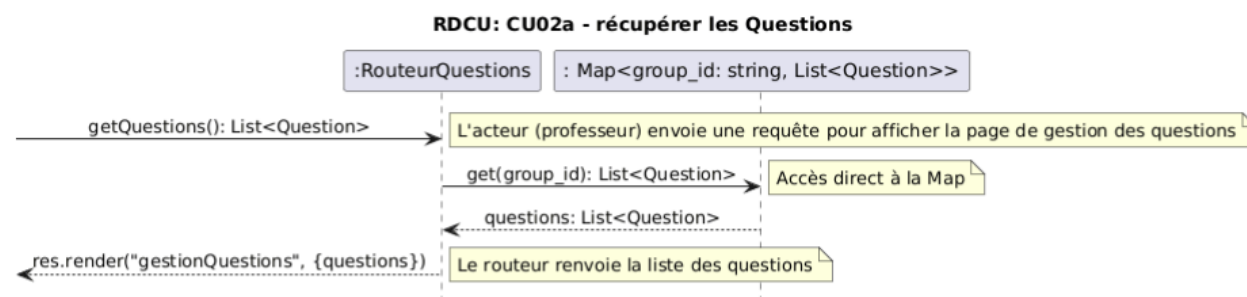 RDCU: CU02a - récupérer les Questions
:RouteurQuestions
: Map<group_id: string, List<Question>>
getQuestions(): List<Question>
L'acteur (professeur) envoie une requête pour afficher la page de gestion des questions
get(group_id): List<Question>
Accès direct à la Map
questions: List<Question>
res.render("gestionQuestions", {questions})
Le routeur renvoie la liste des questions